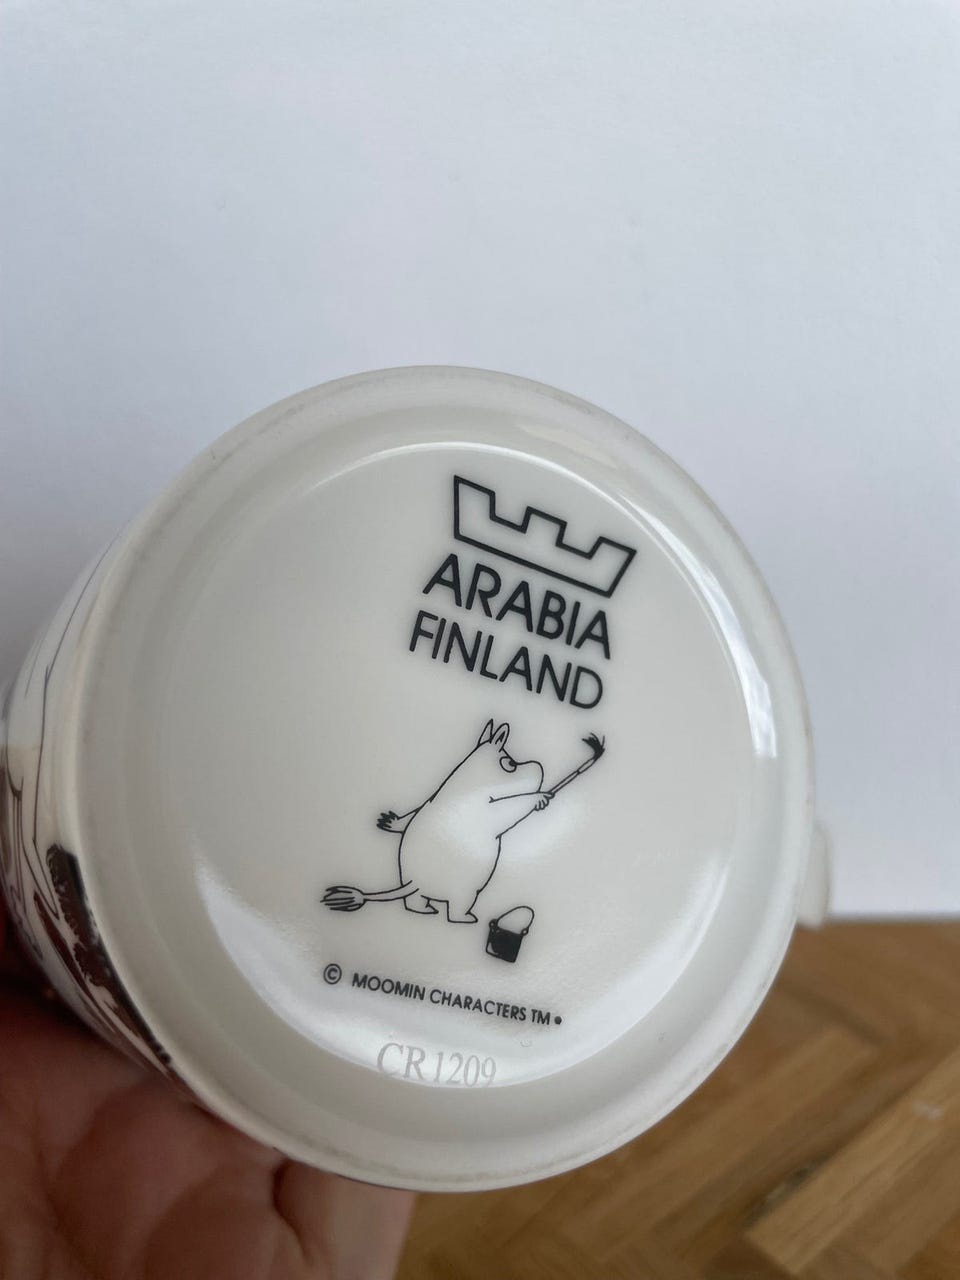 ARABIA
FINLAND
© MOOMIN CHARACTERS TM
CR1209